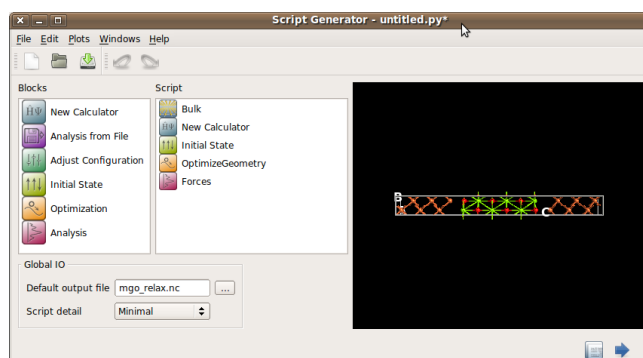 Script Generator - untitled.py*
File Edit Plots Windows Help
Blocks
Script
New Calculator
Analysis from File
Adjust Configuration
Initial State
Optimization
Analysis
Bulk
New Calculator
Initial State
OptimizeGeometry
Forces
B
C
Global IO
Default output file mgo_relax.nc ...
Script detail Minimal